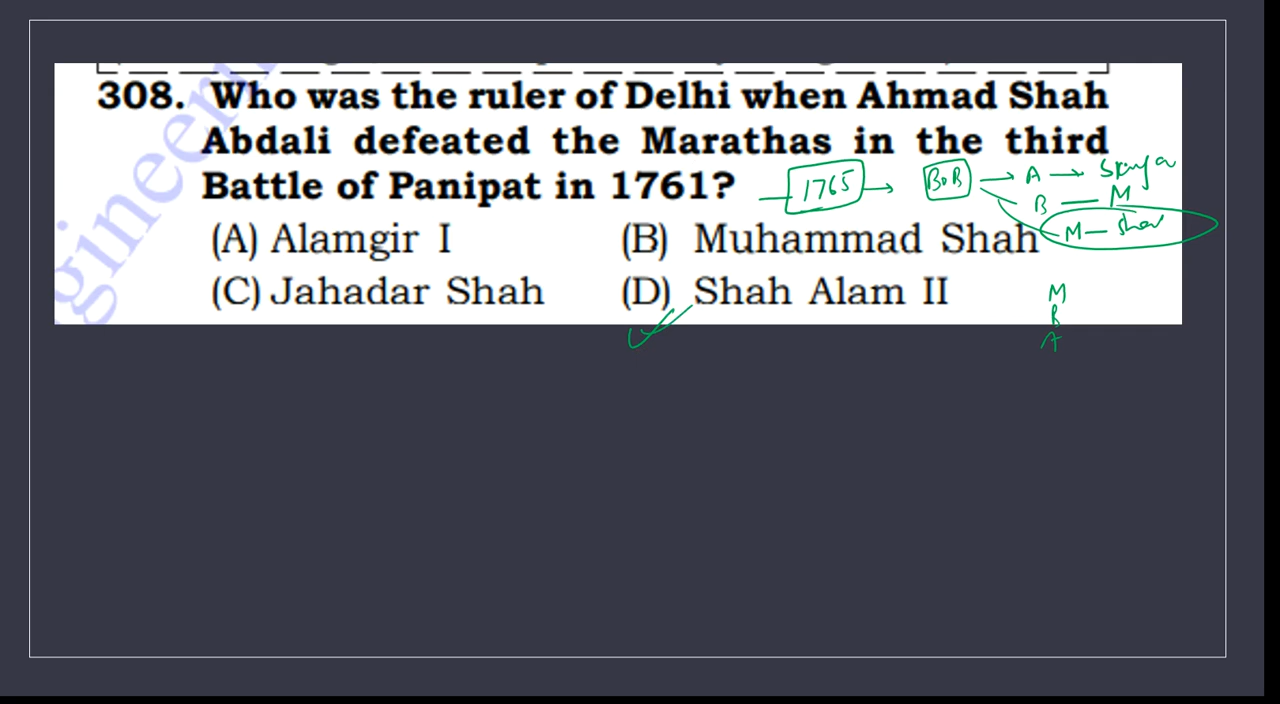 308. Who was the ruler of Delhi when Ahmad Shah
Abdali defeated the Marathas in the third
Battle of Panipat in 1761?
1765 → BoB → A →
B — M
M —
(A) Alamgir I (B) Muhammad Shah
(C) Jahadar Shah (D) Shah Alam II
M
B
A